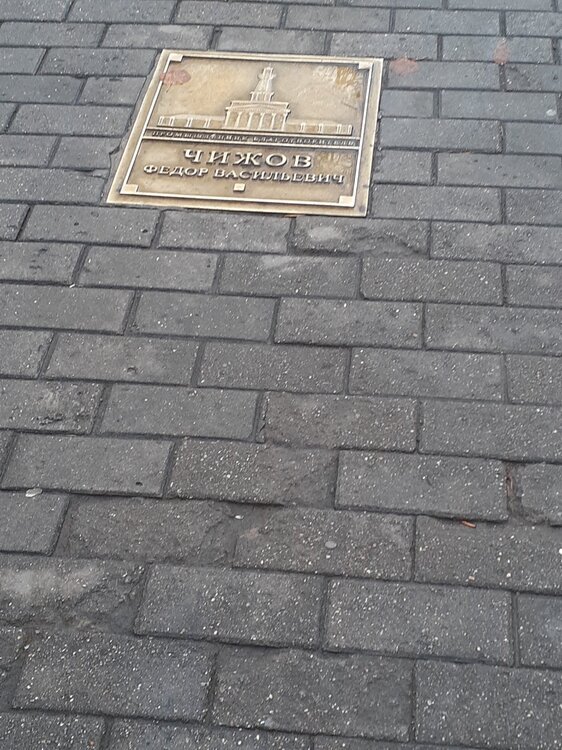 ПРОМЫШЛЕННИК БЛАГОТВОРИТЕЛЬ
ЧИЖОВ
ФЕДОР ВАСИЛЬЕВИЧ